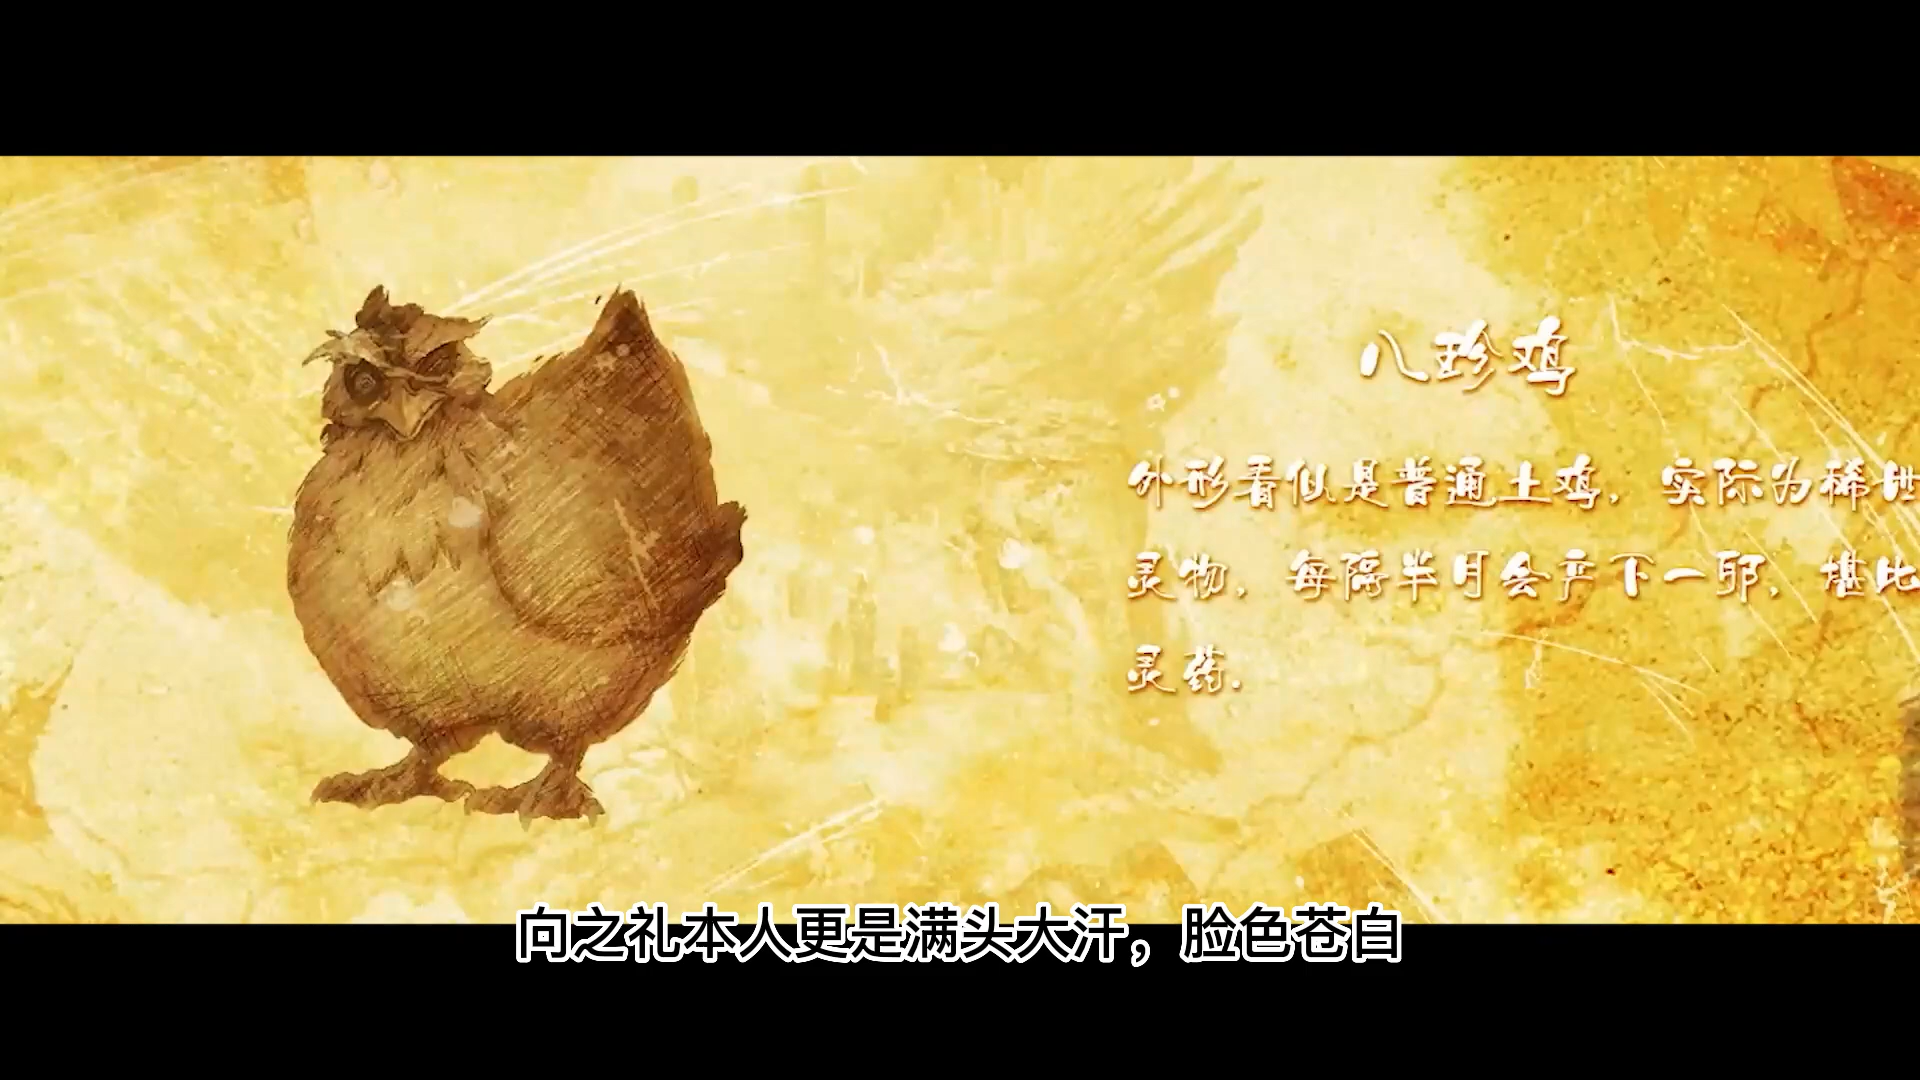 八珍鸡
外形看似是普通土鸡，实际为稀世
灵物，每隔半月会产下一卵，堪比
灵药.
向之礼本人更是满头大汗，脸色苍白